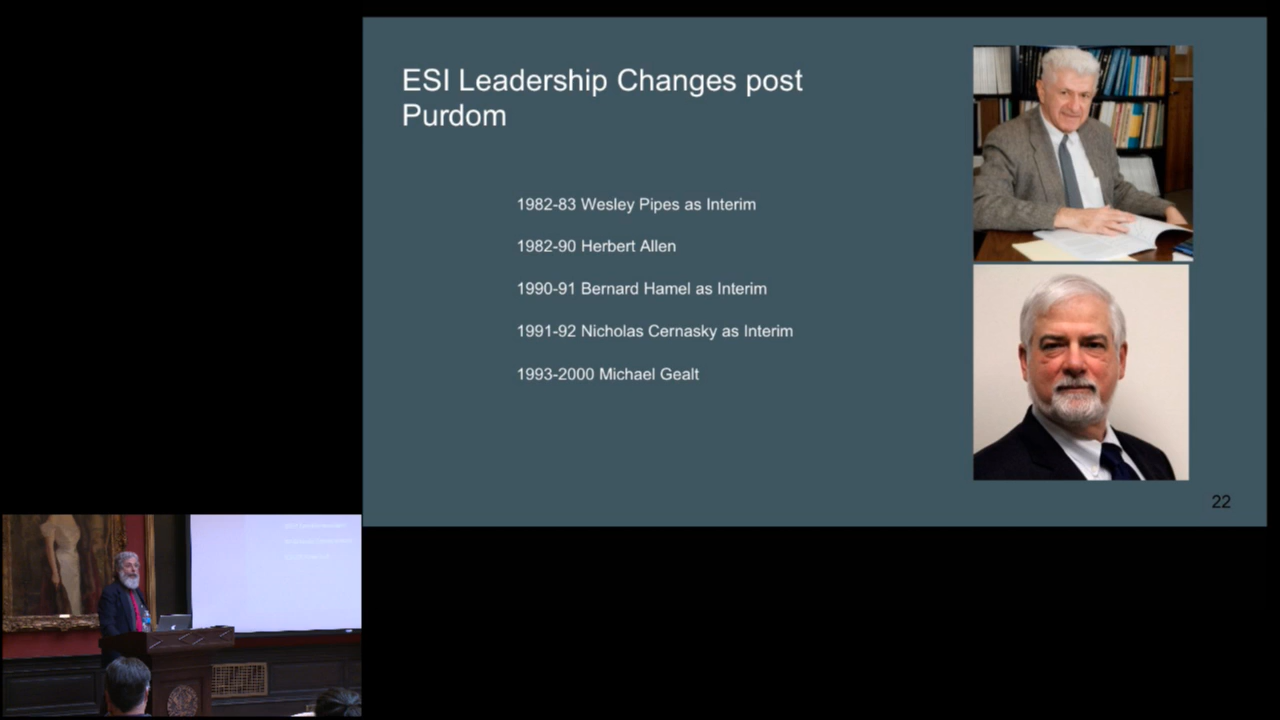 ESI Leadership Changes post
Purdom
1982-83 Wesley Pipes as Interim
1982-90 Herbert Allen
1990-91 Bernard Hamel as Interim
1991-92 Nicholas Cernasky as Interim
1993-2000 Michael Gealt
22